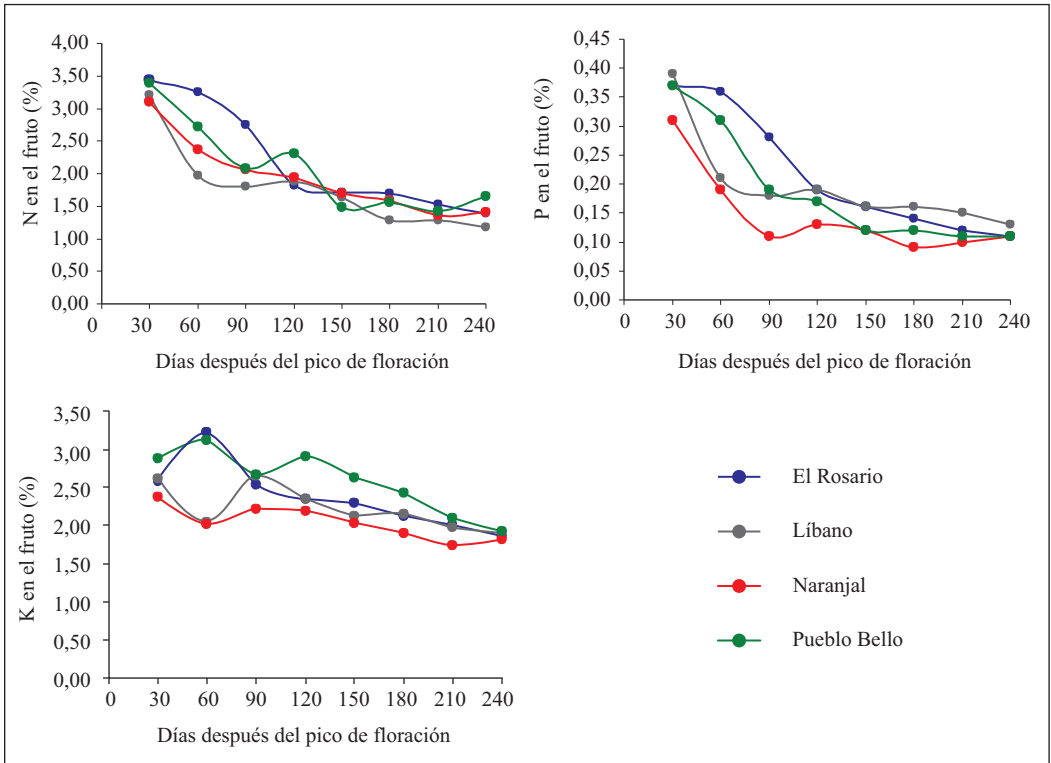 N en el fruto (%)
4,00
3,50
3,00
2,50
2,00
1,50
1,00
0,50
0,00
0 30 60 90 120 150 180 210 240
Días después del pico de floración
P en el fruto (%)
0,45
0,40
0,35
0,30
0,25
0,20
0,15
0,10
0,05
0,00
0 30 60 90 120 150 180 210 240
Días después del pico de floración
K en el fruto (%)
3,50
3,00
2,50
2,00
1,50
1,00
0,50
0,00
0 30 60 90 120 150 180 210 240
Días después del pico de floración
El Rosario
Líbano
Naranjal
Pueblo Bello